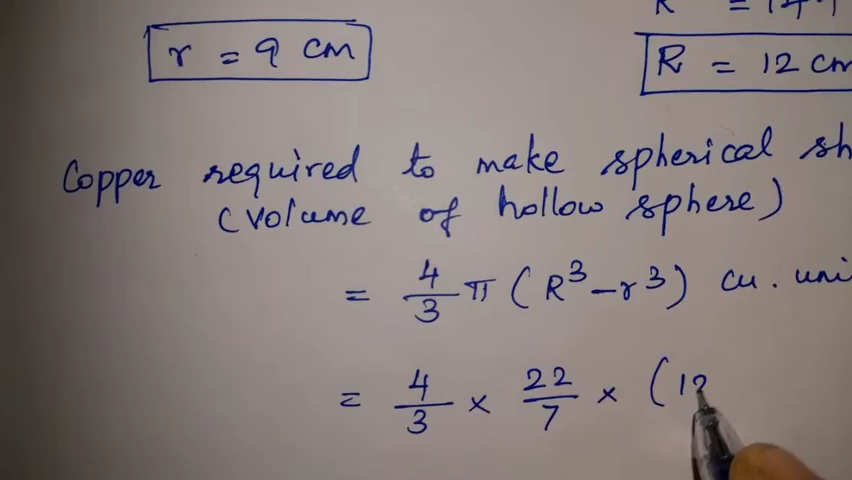 r = 9 cm
R = 12 cm
Copper required to make spherical
(volume of hollow sphere)
= 4/3 π (R³ - r³) cu.
= 4/3 × 22/7 × (12